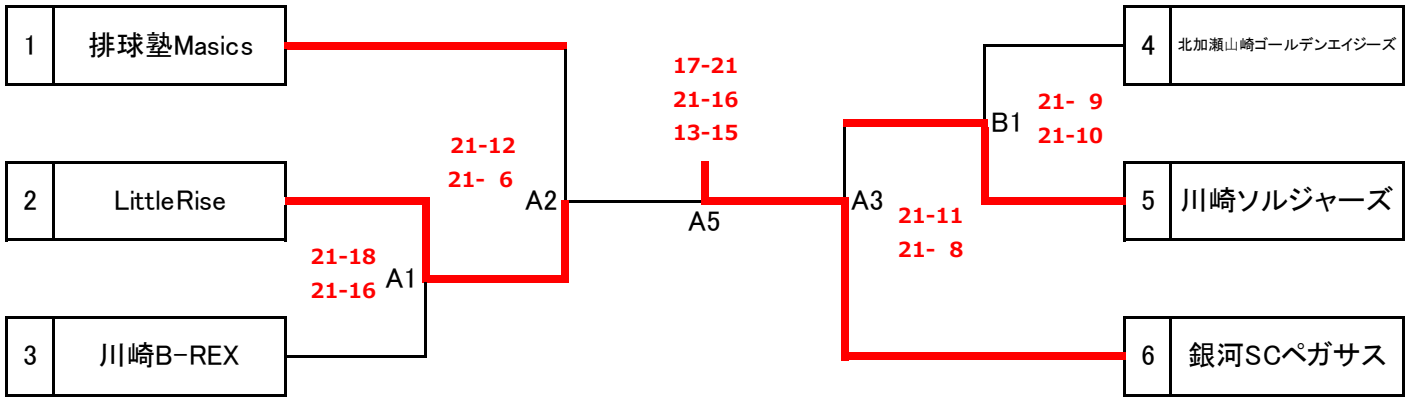 1 排球塾Masics
2 LittleRise
3 川崎B-REX
21-18
21-16
A1
21-12
21- 6
A2
17-21
21-16
13-15
A5
A3
21-11
21- 8
B1
21- 9
21-10
4 北加瀬山崎ゴールデンエイジーズ
5 川崎ソルジャーズ
6 銀河SCペガサス